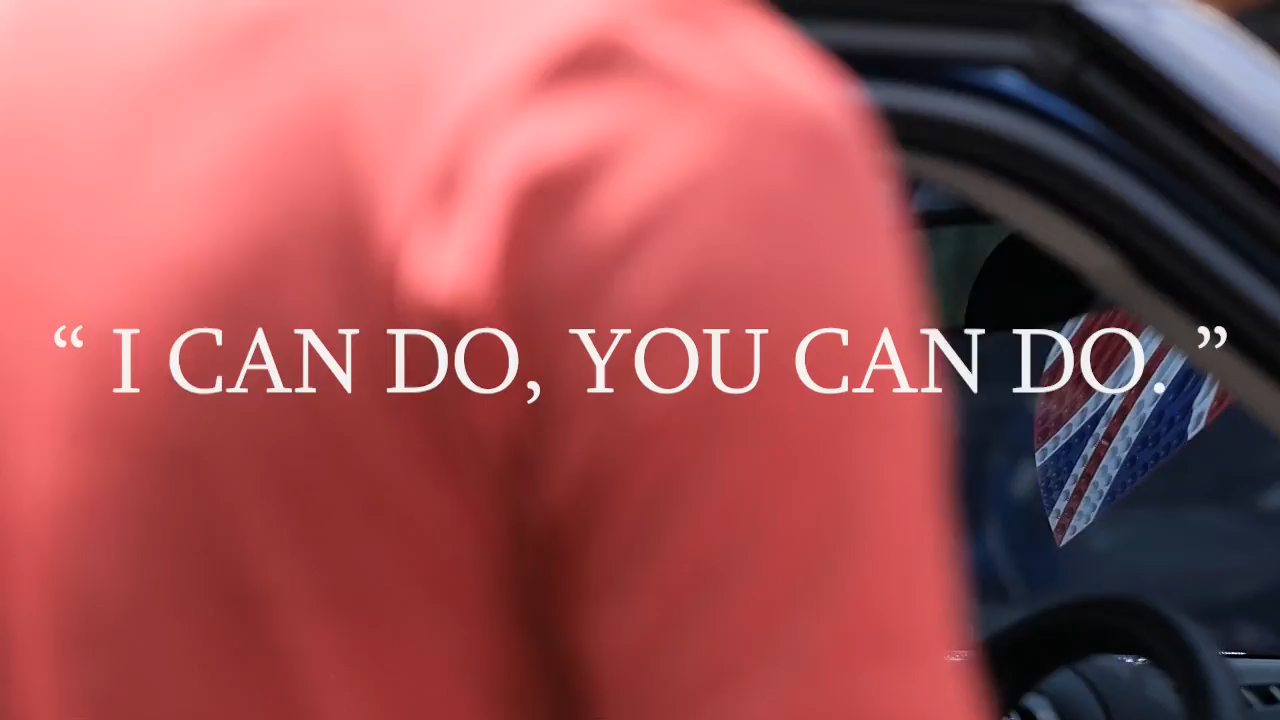 “ I CAN DO, YOU CAN DO. ”